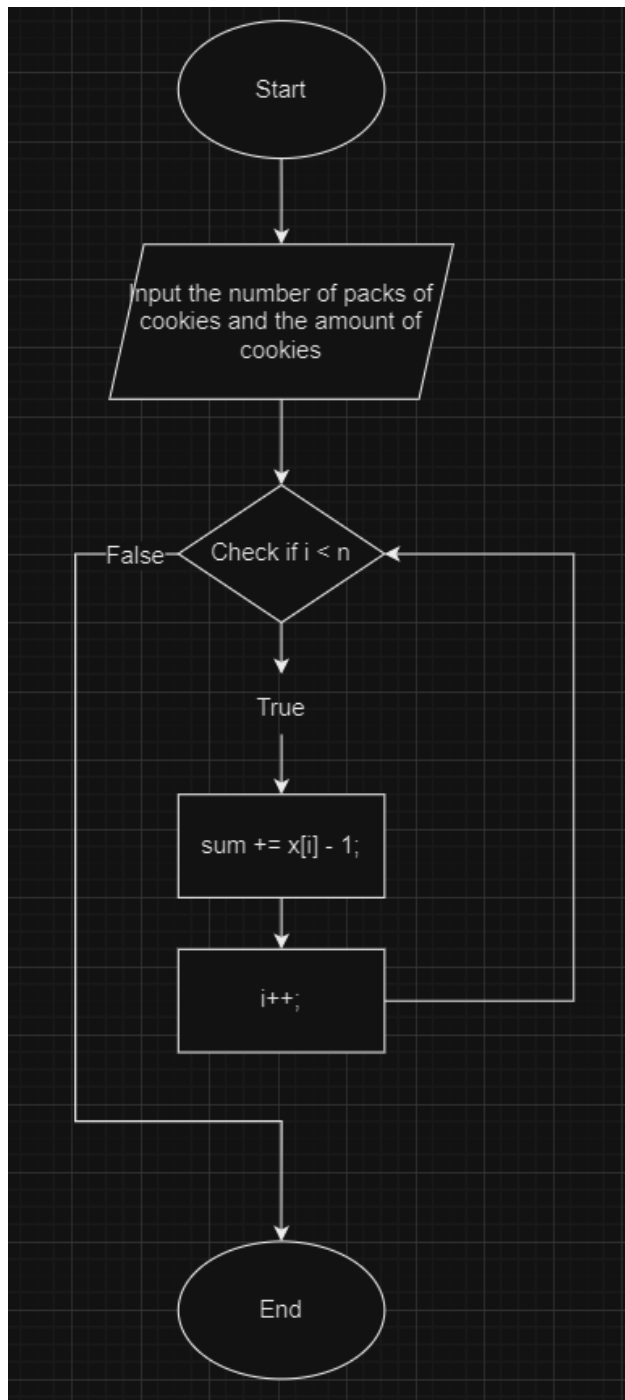 Start
Input the number of packs of
cookies and the amount of
cookies
Check if i < n
False
True
sum += x[i] - 1;
i++;
End